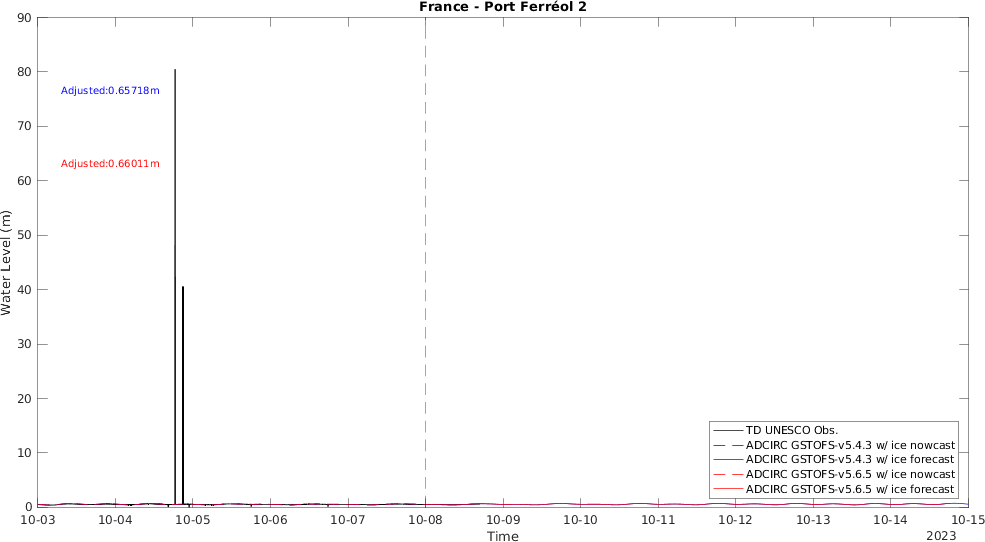 France - Port Ferréol 2
90
80
70
60
50
40
30
20
10
0
Water Level (m)
Adjusted:0.65718m
Adjusted:0.66011m
TD UNESCO Obs.
ADCIRC GSTOFS-v5.4.3 w/ ice nowcast
ADCIRC GSTOFS-v5.4.3 w/ ice forecast
ADCIRC GSTOFS-v5.6.5 w/ ice nowcast
ADCIRC GSTOFS-v5.6.5 w/ ice forecast
10-03 10-04 10-05 10-06 10-07 10-08 10-09 10-10 10-11 10-12 10-13 10-14 10-15
Time
2023